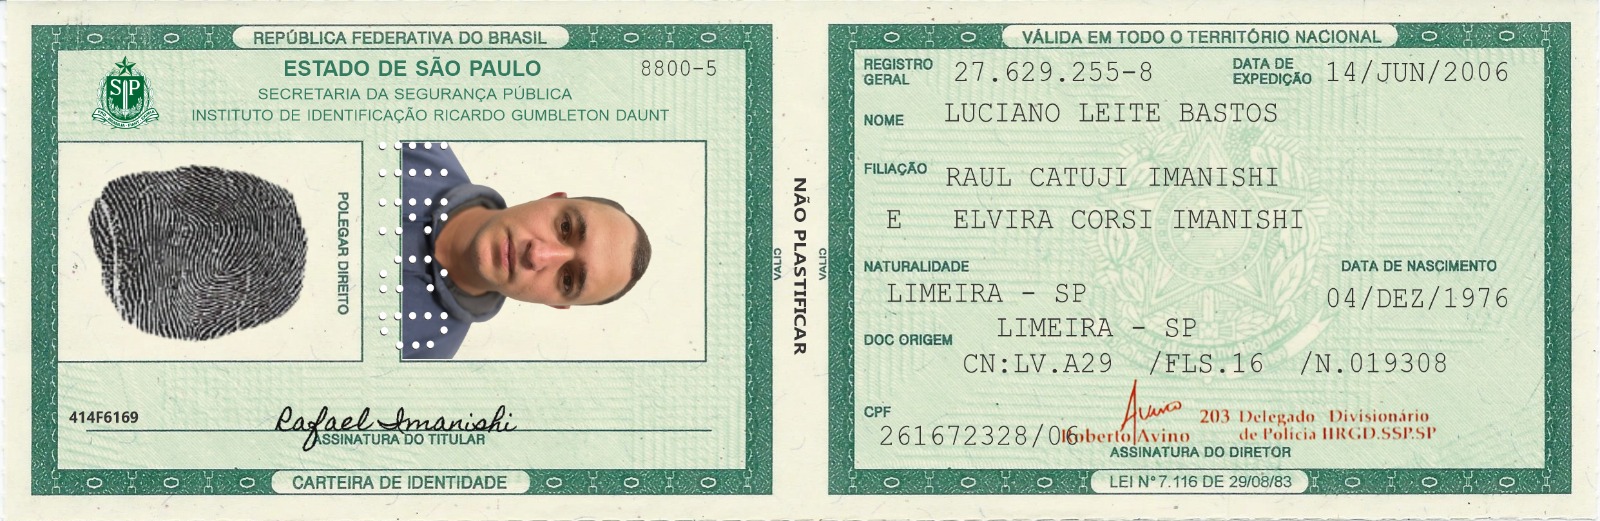 REPÚBLICA FEDERATIVA DO BRASIL
ESTADO DE SÃO PAULO
8800-5
SECRETARIA DA SEGURANÇA PÚBLICA
INSTITUTO DE IDENTIFICAÇÃO RICARDO GUMBLETON DAUNT
SP
POLEGAR DIREITO
414F6169
Rafael Imanishi
ASSINATURA DO TITULAR
CARTEIRA DE IDENTIDADE
NÃO PLASTIFICAR
VÁLIDA EM TODO O TERRITÓRIO NACIONAL
REGISTRO GERAL 27.629.255-8
DATA DE EXPEDIÇÃO 14/JUN/2006
NOME LUCIANO LEITE BASTOS
FILIAÇÃO RAUL CATUJI IMANISHI
E ELVIRA CORSI IMANISHI
NATURALIDADE DATA DE NASCIMENTO
LIMEIRA - SP 04/DEZ/1976
DOC ORIGEM LIMEIRA - SP
CN:LV.A29 /FLS.16 /N.019308
CPF
261672328/06
Avino
203 Delegado Divisionário
Roberto Avino de Polícia IIRGD.SSP.SP
ASSINATURA DO DIRETOR
LEI Nº 7.116 DE 29/08/83